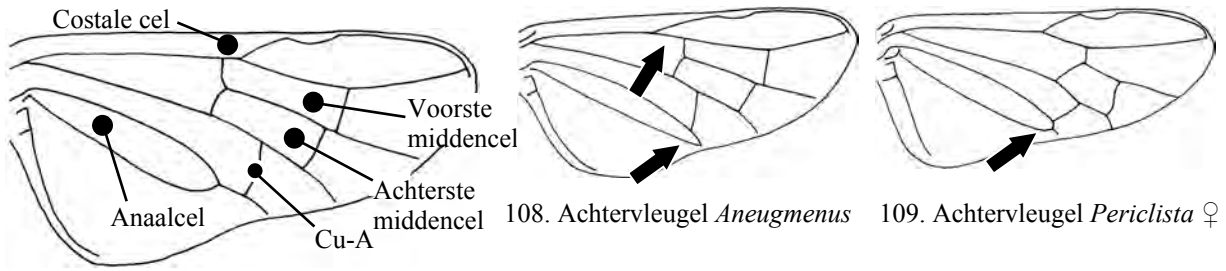 Costale cel
Voorste
middencel
Achterste
middencel
Anaalcel
Cu-A
108. Achtervleugel Aneugmenus
109. Achtervleugel Periclista ♀